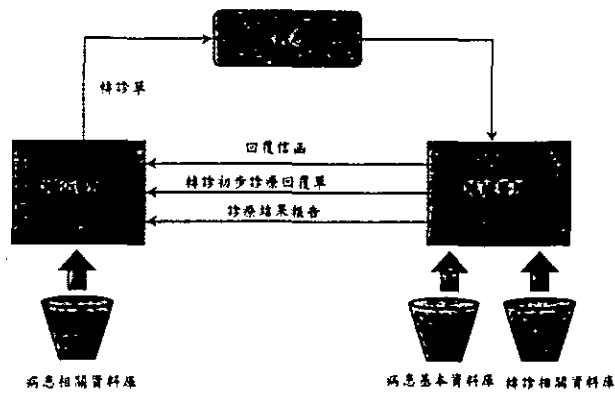 轉診單
回覆信函
轉診初步診療回覆單
診療結果報告
病患相關資料庫
病患基本資料庫
轉診相關資料庫